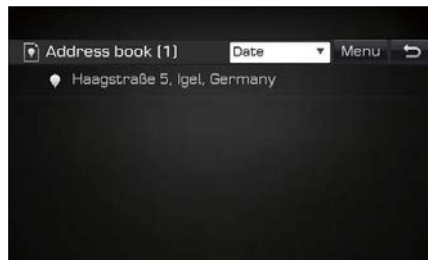 Address book (1) Date Menu
Haagstraße 5, Igel, Germany